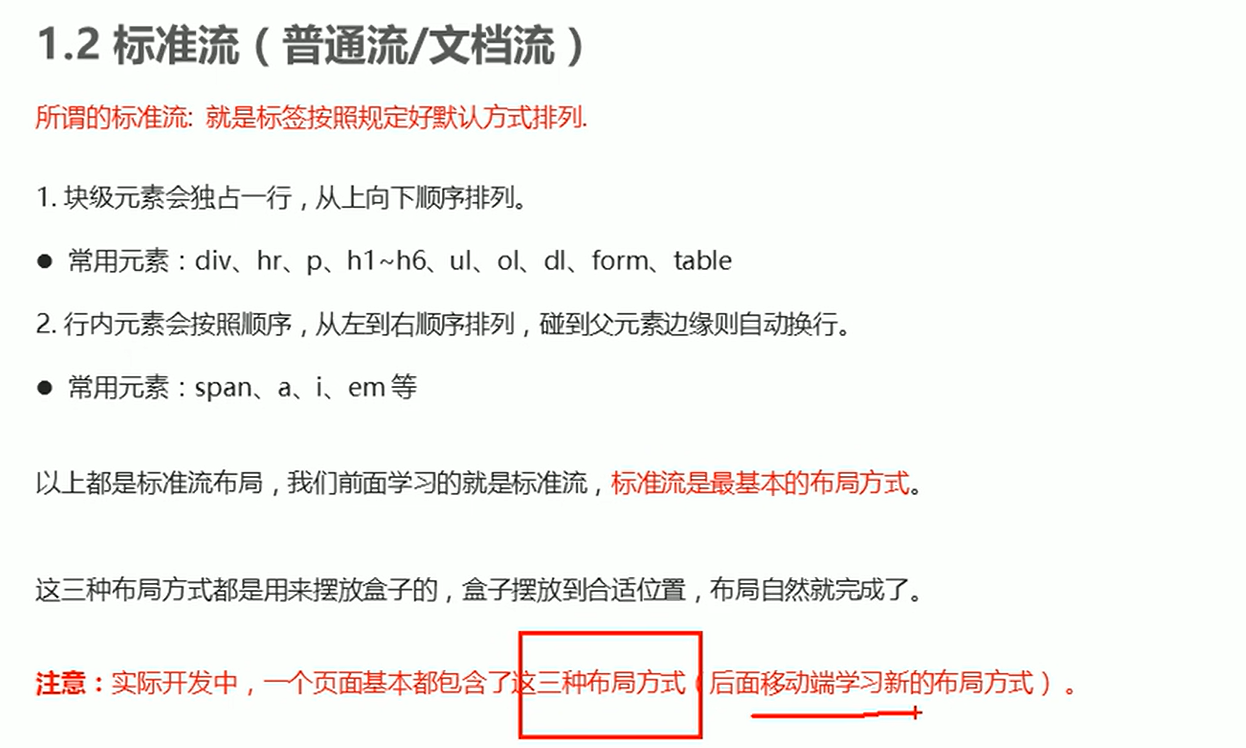 1.2 标准流（普通流/文档流）
所谓的标准流: 就是标签按照规定好默认方式排列.
1. 块级元素会独占一行，从上向下顺序排列。
● 常用元素：div、hr、p、h1~h6、ul、ol、dl、form、table
2. 行内元素会按照顺序，从左到右顺序排列，碰到父元素边缘则自动换行。
● 常用元素：span、a、i、em 等
以上都是标准流布局，我们前面学习的就是标准流，标准流是最基本的布局方式。
这三种布局方式都是用来摆放盒子的，盒子摆放到合适位置，布局自然就完成了。
注意：实际开发中，一个页面基本都包含了这三种布局方式（后面移动端学习新的布局方式）。